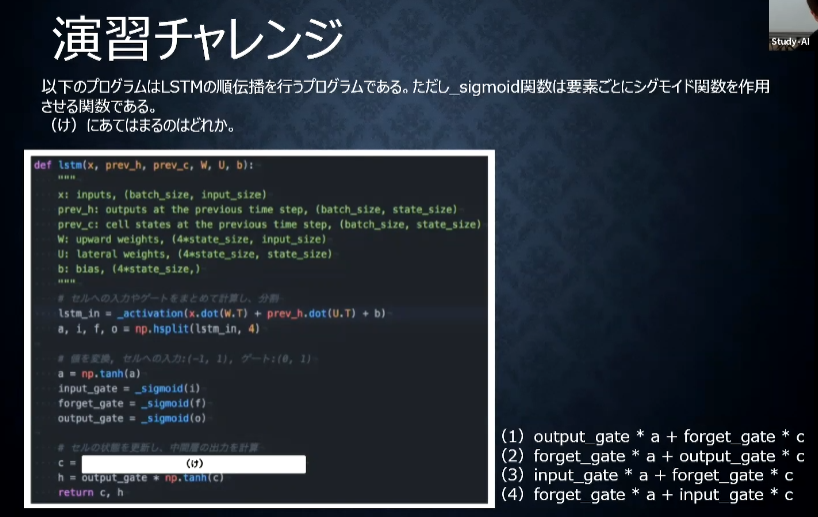 演習チャレンジ
Study-AI
以下のプログラムはLSTMの順伝播を行うプログラムである。ただし_sigmoid関数は要素ごとにシグモイド関数を作用
させる関数である。
（け）にあてはまるのはどれか。
def lstm(x, prev_h, prev_c, W, U, b):
"""
x: inputs, (batch_size, input_size)
prev_h: outputs at the previous time step, (batch_size, state_size)
prev_c: cell states at the previous time step, (batch_size, state_size)
W: upward weights, (4*state_size, input_size)
U: lateral weights, (4*state_size, state_size)
b: bias, (4*state_size,)
"""
# セルへの入力やゲートをまとめて計算し、分割
lstm_in = _activation(x.dot(W.T) + prev_h.dot(U.T) + b)
a, i, f, o = np.hsplit(lstm_in, 4)
# 値を変換, セルへの入力:(-1, 1), ゲート:(0, 1)
a = np.tanh(a)
input_gate = _sigmoid(i)
forget_gate = _sigmoid(f)
output_gate = _sigmoid(o)
# セルの状態を更新し、中間層の出力を計算
c = （け）
h = output_gate * np.tanh(c)
return c, h
(1) output_gate * a + forget_gate * c
(2) forget_gate * a + output_gate * c
(3) input_gate * a + forget_gate * c
(4) forget_gate * a + input_gate * c